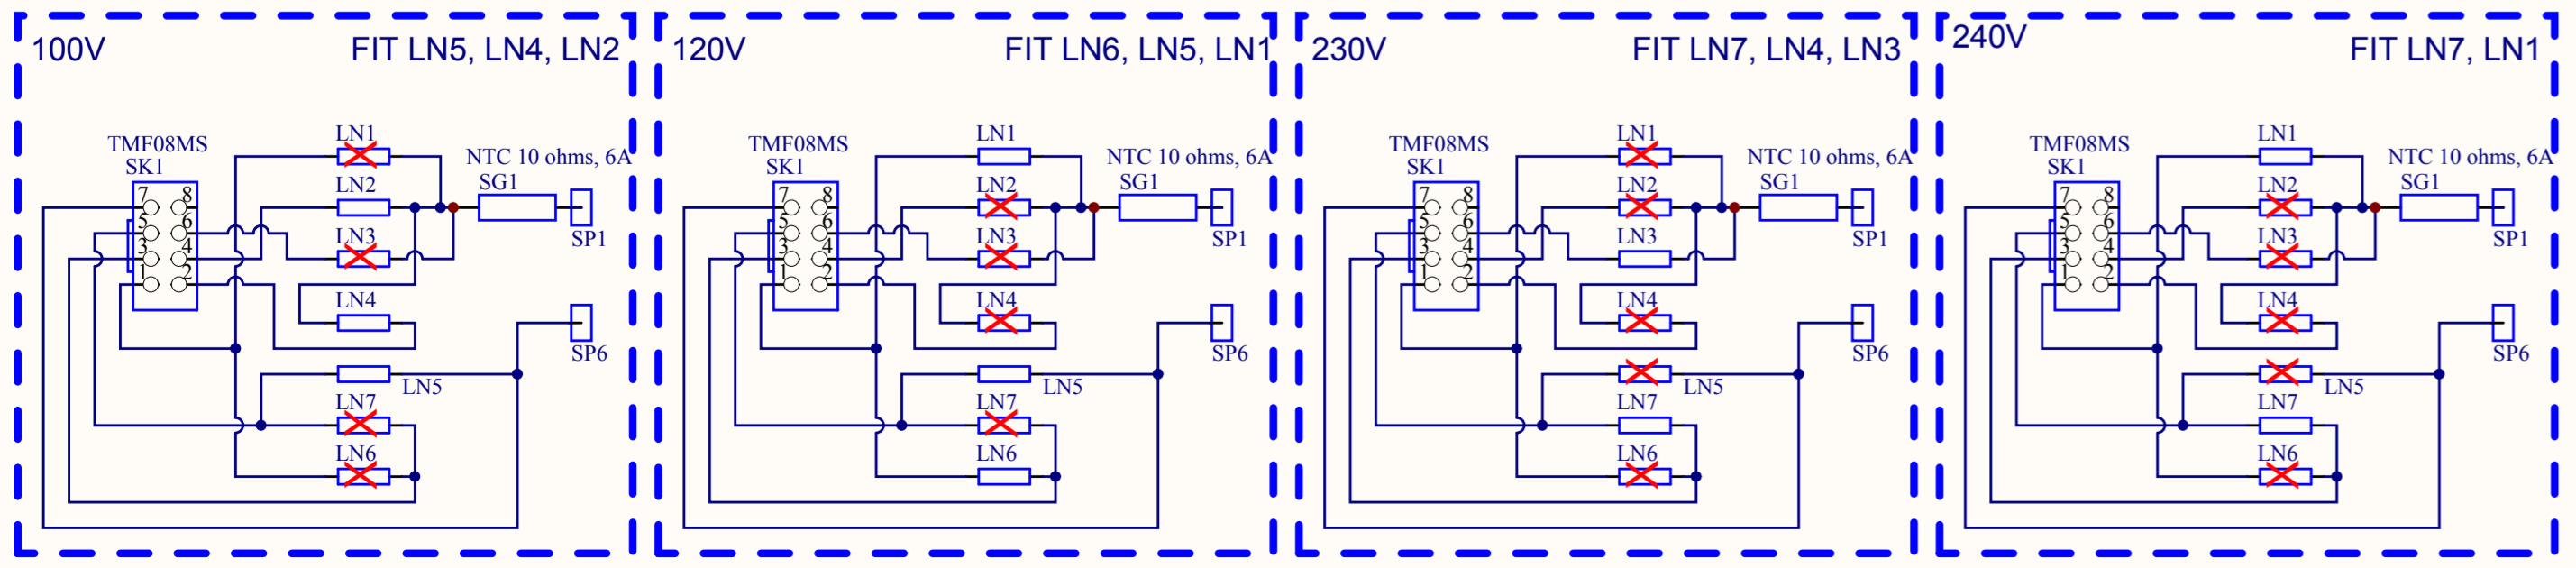 100V FIT LN5, LN4, LN2
TMF08MS
SK1
LN1
NTC 10 ohms, 6A
SG1
LN2
7 8
5 6
3 4
1 2
LN3
SP1
LN4
SP6
LN5
LN7
LN6
120V FIT LN6, LN5, LN1
TMF08MS
SK1
LN1
NTC 10 ohms, 6A
SG1
LN2
7 8
5 6
3 4
1 2
LN3
SP1
LN4
SP6
LN5
LN7
LN6
230V FIT LN7, LN4, LN3
TMF08MS
SK1
LN1
NTC 10 ohms, 6A
SG1
LN2
7 8
5 6
3 4
1 2
LN3
SP1
LN4
SP6
LN5
LN7
LN6
240V FIT LN7, LN1
TMF08MS
SK1
LN1
NTC 10 ohms, 6A
SG1
LN2
7 8
5 6
3 4
1 2
LN3
SP1
LN4
SP6
LN5
LN7
LN6